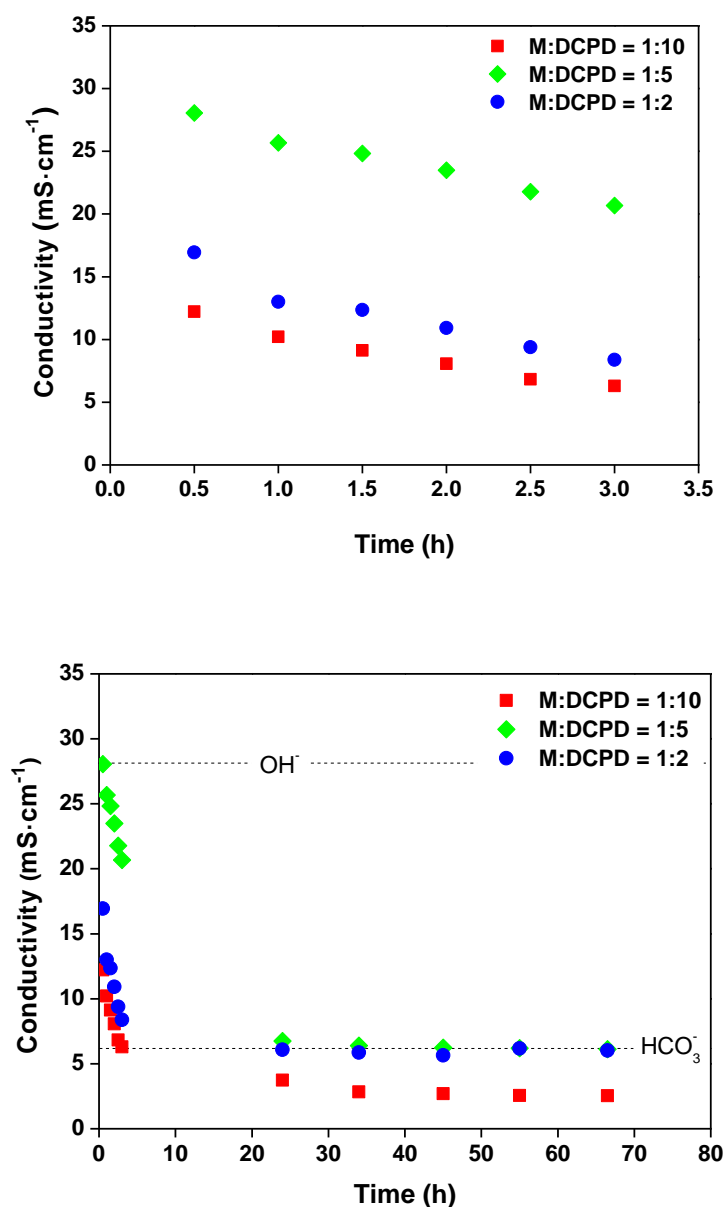 35
M:DCPD = 1:10
30
M:DCPD = 1:5
M:DCPD = 1:2
25
20
15
10
5
0
Conductivity (mS·cm⁻¹)
0.0 0.5 1.0 1.5 2.0 2.5 3.0 3.5
Time (h)
35
M:DCPD = 1:10
30
M:DCPD = 1:5
M:DCPD = 1:2
OH⁻
25
20
15
10
5
0
HCO₃⁻
Conductivity (mS·cm⁻¹)
0 10 20 30 40 50 60 70 80
Time (h)